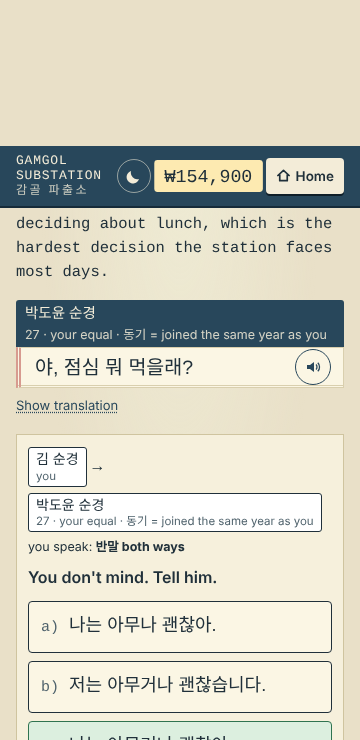 GAMGOL
SUBSTATION
감골 파출소
₩154,900
Home
deciding about lunch, which is the
hardest decision the station faces
most days.
박도윤 순경
27 · your equal · 동기 = joined the same year as you
야, 점심 뭐 먹을래?
Show translation
김 순경
you
→
박도윤 순경
27 · your equal · 동기 = joined the same year as you
you speak: 반말 both ways
You don't mind. Tell him.
a) 나는 아무나 괜찮아.
b) 저는 아무거나 괜찮습니다.